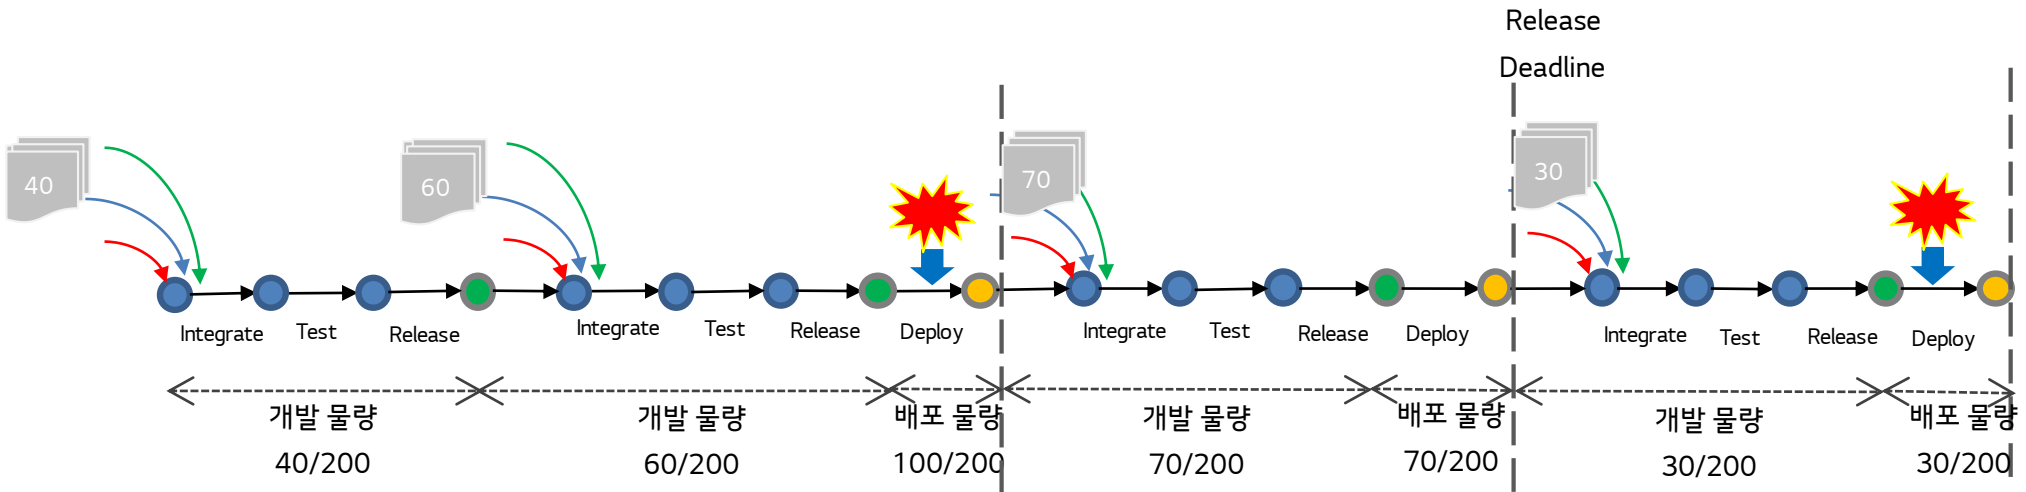 Release
Deadline
40
60
70
30
Integrate
Test
Release
Integrate
Test
Release
Deploy
Integrate
Test
Release
Deploy
Integrate
Test
Release
Deploy
개발 물량
40/200
개발 물량
60/200
배포 물량
100/200
개발 물량
70/200
배포 물량
70/200
개발 물량
30/200
배포 물량
30/200